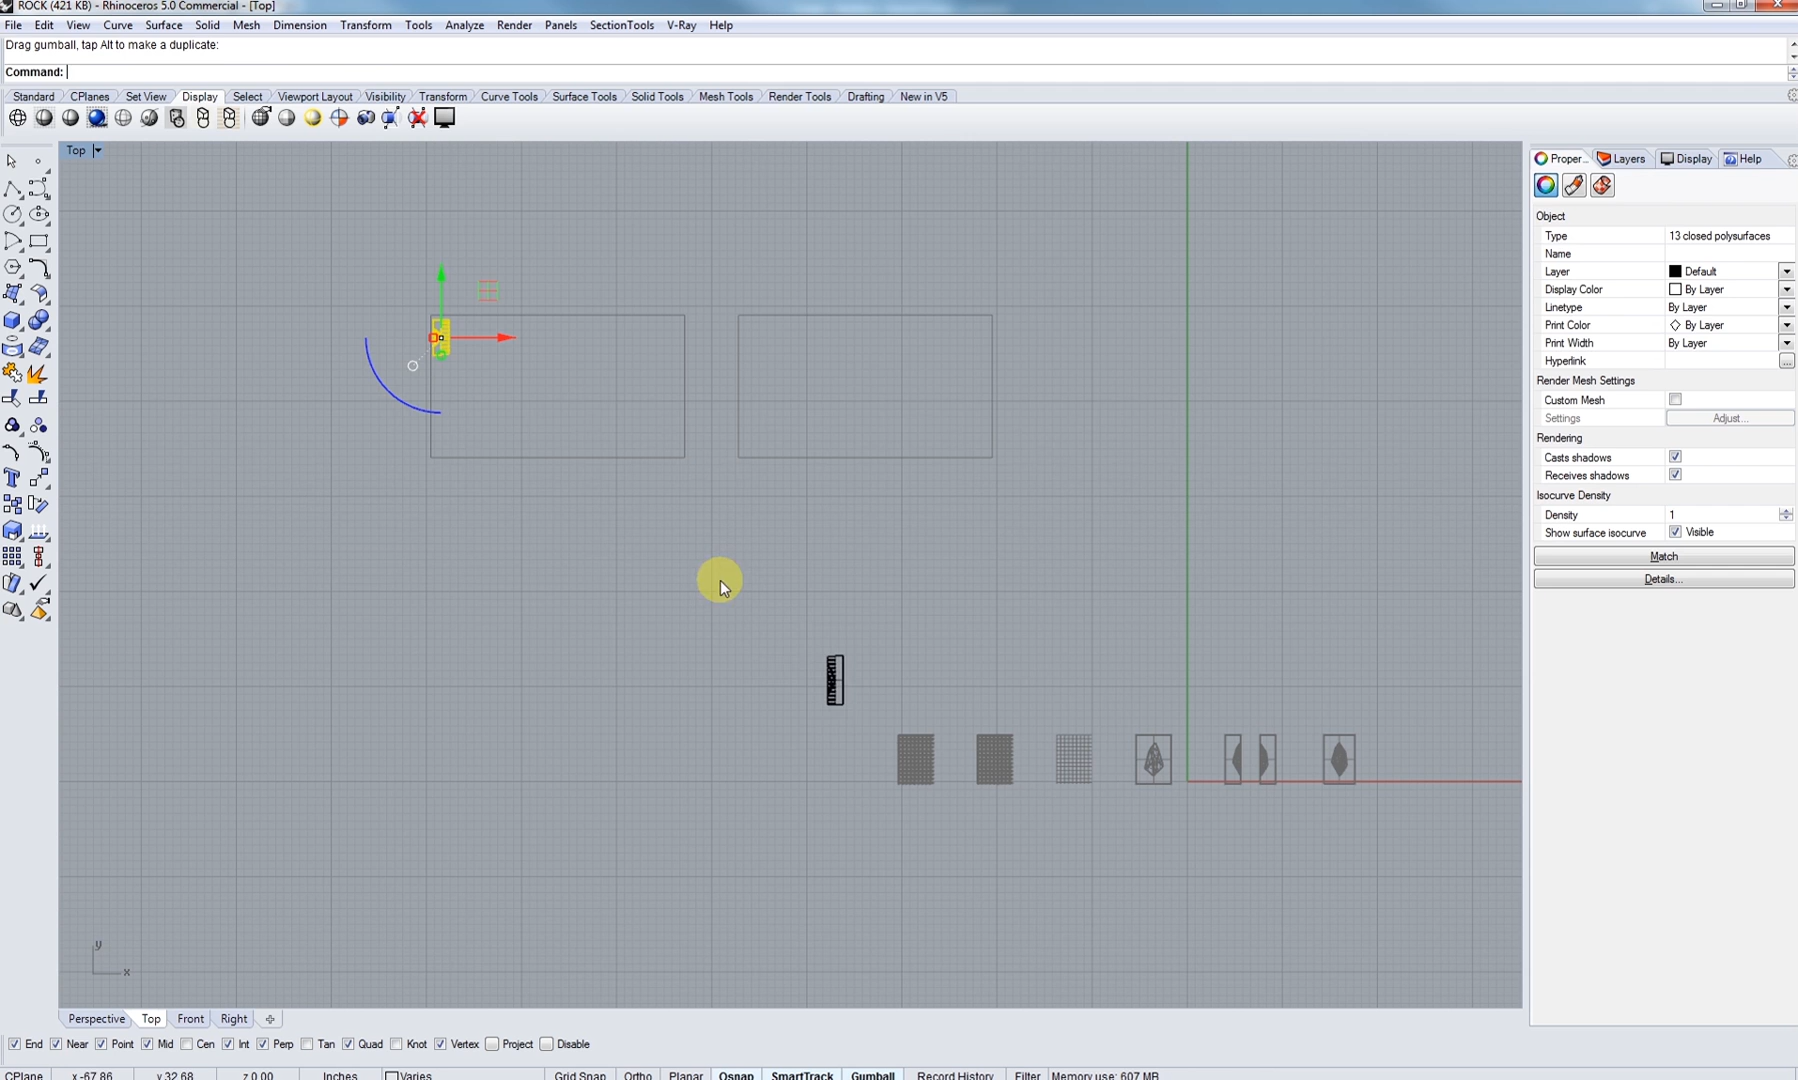 ROCK (421 KB) - Rhinoceros 5.0 Commercial - [Top]
File Edit View Curve Surface Solid Mesh Dimension Transform Tools Analyze Render Panels SectionTools V-Ray Help
Drag gumball, tap Alt to make a duplicate:
Command:
Standard CPlanes Set View Display Select Viewport Layout Visibility Transform Curve Tools Surface Tools Solid Tools Mesh Tools Render Tools Drafting New in V5
Top
Proper... Layers Display Help
Object
Type 13 closed polysurfaces
Name
Layer Default
Display Color By Layer
Linetype By Layer
Print Color By Layer
Print Width By Layer
Hyperlink ...
Render Mesh Settings
Custom Mesh
Settings Adjust...
Rendering
Casts shadows
Receives shadows
Isocurve Density
Density 1
Show surface isocurve Visible
Match
Details...
y
x
Perspective Top Front Right
End Near Point Mid Cen Int Perp Tan Quad Knot Vertex Project Disable
CPlane x -67.86 y 32.68 z 0.00 Inches Varies Grid Snap Ortho Planar Osnap SmartTrack Gumball Record History Filter Memory use: 607 MB